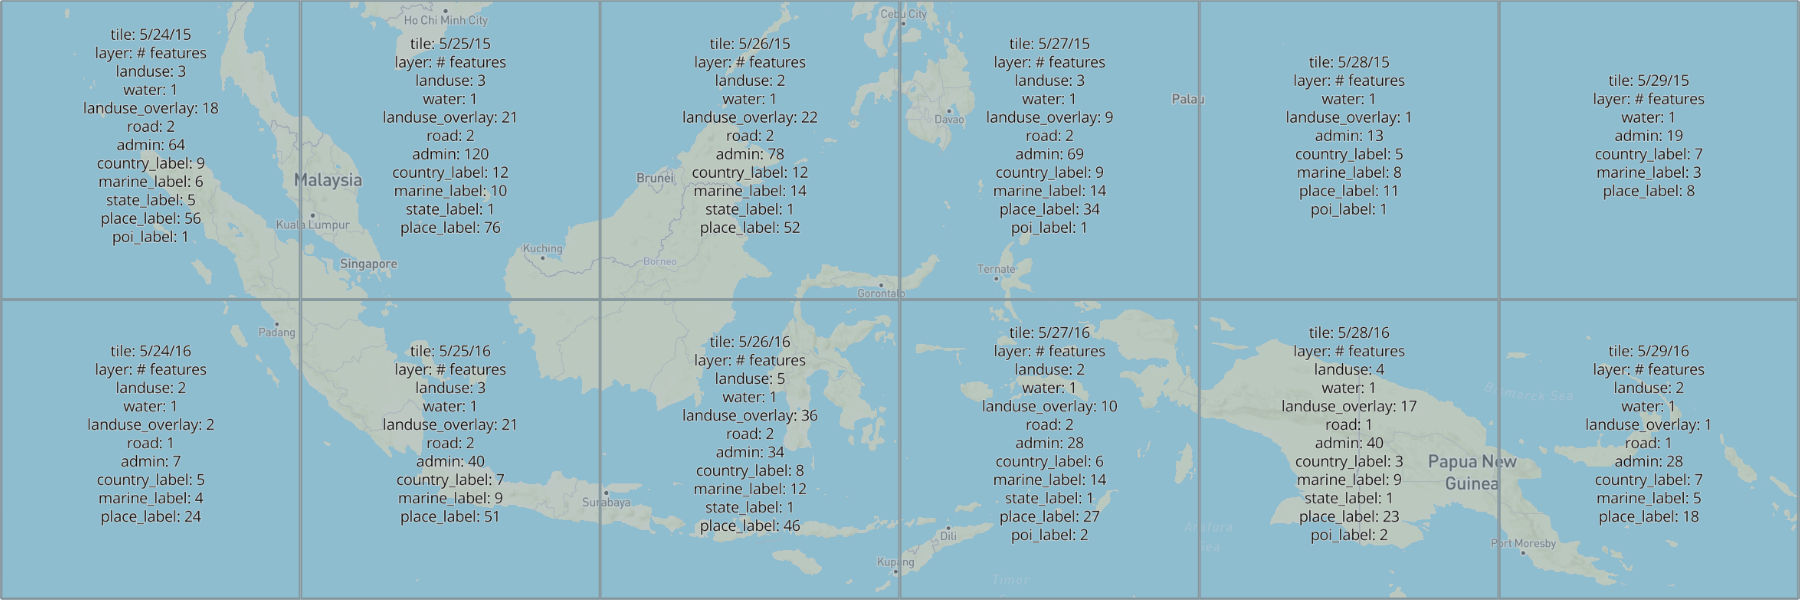 Ho Chi Minh City
Cebu City
tile: 5/24/15
layer: # features
landuse: 3
water: 1
landuse_overlay: 18
road: 2
admin: 64
country_label: 9
marine_label: 6
state_label: 5
place_label: 56
poi_label: 1
tile: 5/25/15
layer: # features
landuse: 3
water: 1
landuse_overlay: 21
road: 2
admin: 120
country_label: 12
marine_label: 10
state_label: 1
place_label: 76
tile: 5/26/15
layer: # features
landuse: 2
water: 1
landuse_overlay: 22
road: 2
admin: 78
country_label: 12
marine_label: 14
state_label: 1
place_label: 52
tile: 5/27/15
layer: # features
landuse: 3
water: 1
landuse_overlay: 9
road: 2
admin: 69
country_label: 9
marine_label: 14
place_label: 34
poi_label: 1
tile: 5/28/15
layer: # features
water: 1
landuse_overlay: 1
admin: 13
country_label: 5
marine_label: 8
place_label: 11
poi_label: 1
tile: 5/29/15
layer: # features
water: 1
admin: 19
country_label: 7
marine_label: 3
place_label: 8
Palau
Davao
Malaysia
Brunei
Kuala Lumpur
Kuching
Singapore
Borneo
Ternate
Gorontalo
Padang
tile: 5/24/16
layer: # features
landuse: 2
water: 1
landuse_overlay: 2
road: 1
admin: 7
country_label: 5
marine_label: 4
place_label: 24
tile: 5/25/16
layer: # features
landuse: 3
water: 1
landuse_overlay: 21
road: 2
admin: 40
country_label: 7
marine_label: 9
place_label: 51
tile: 5/26/16
layer: # features
landuse: 5
water: 1
landuse_overlay: 36
road: 2
admin: 34
country_label: 8
marine_label: 12
state_label: 1
place_label: 46
tile: 5/27/16
layer: # features
landuse: 2
water: 1
landuse_overlay: 10
road: 2
admin: 28
country_label: 6
marine_label: 14
state_label: 1
place_label: 27
poi_label: 2
tile: 5/28/16
layer: # features
landuse: 4
water: 1
landuse_overlay: 17
road: 1
admin: 40
country_label: 3
marine_label: 9
state_label: 1
place_label: 23
poi_label: 2
tile: 5/29/16
layer: # features
landuse: 2
water: 1
landuse_overlay: 1
road: 1
admin: 28
country_label: 7
marine_label: 5
place_label: 18
Bismarck Sea
Papua New
Guinea
Surabaya
Dili
Arafura
Sea
Port Moresby
Kupang
Timor